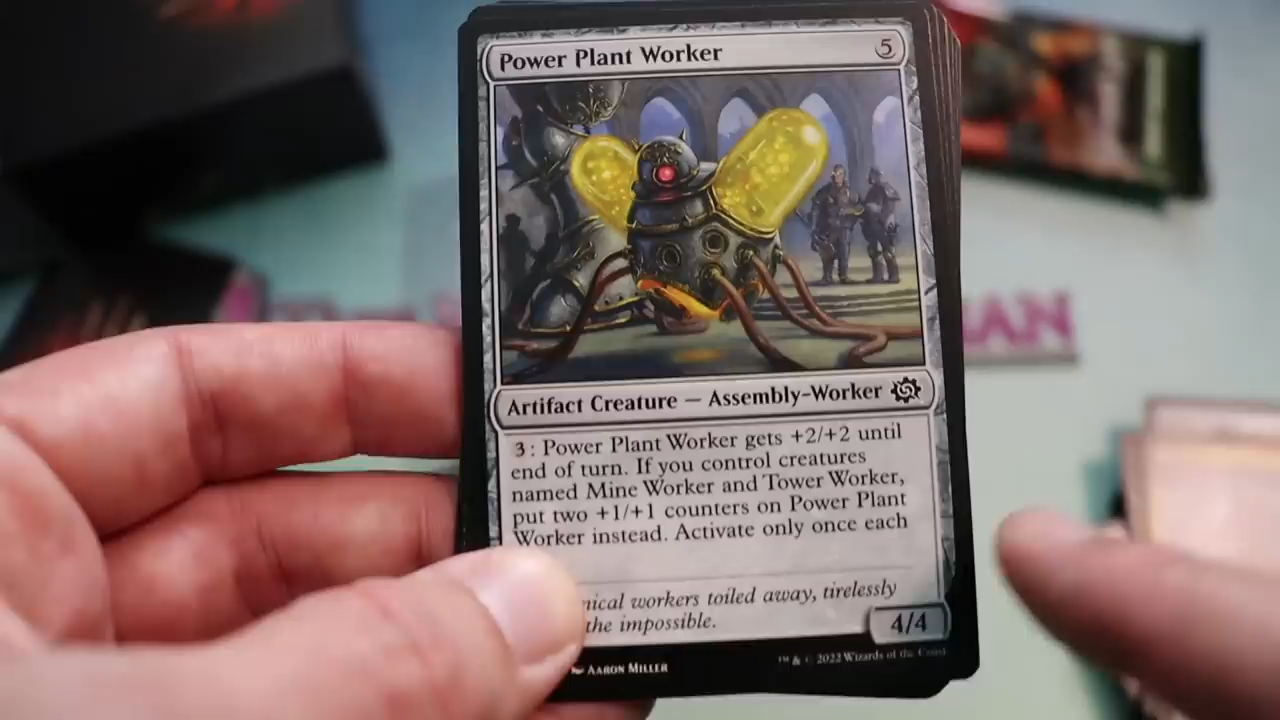 Power Plant Worker 5
Artifact Creature — Assembly-Worker
3: Power Plant Worker gets +2/+2 until
end of turn. If you control creatures
named Mine Worker and Tower Worker,
put two +1/+1 counters on Power Plant
Worker instead. Activate only once each
toiled away, tirelessly
the impossible.
4/4
AARON MILLER
™ & © 2022 Wizards of the Coast